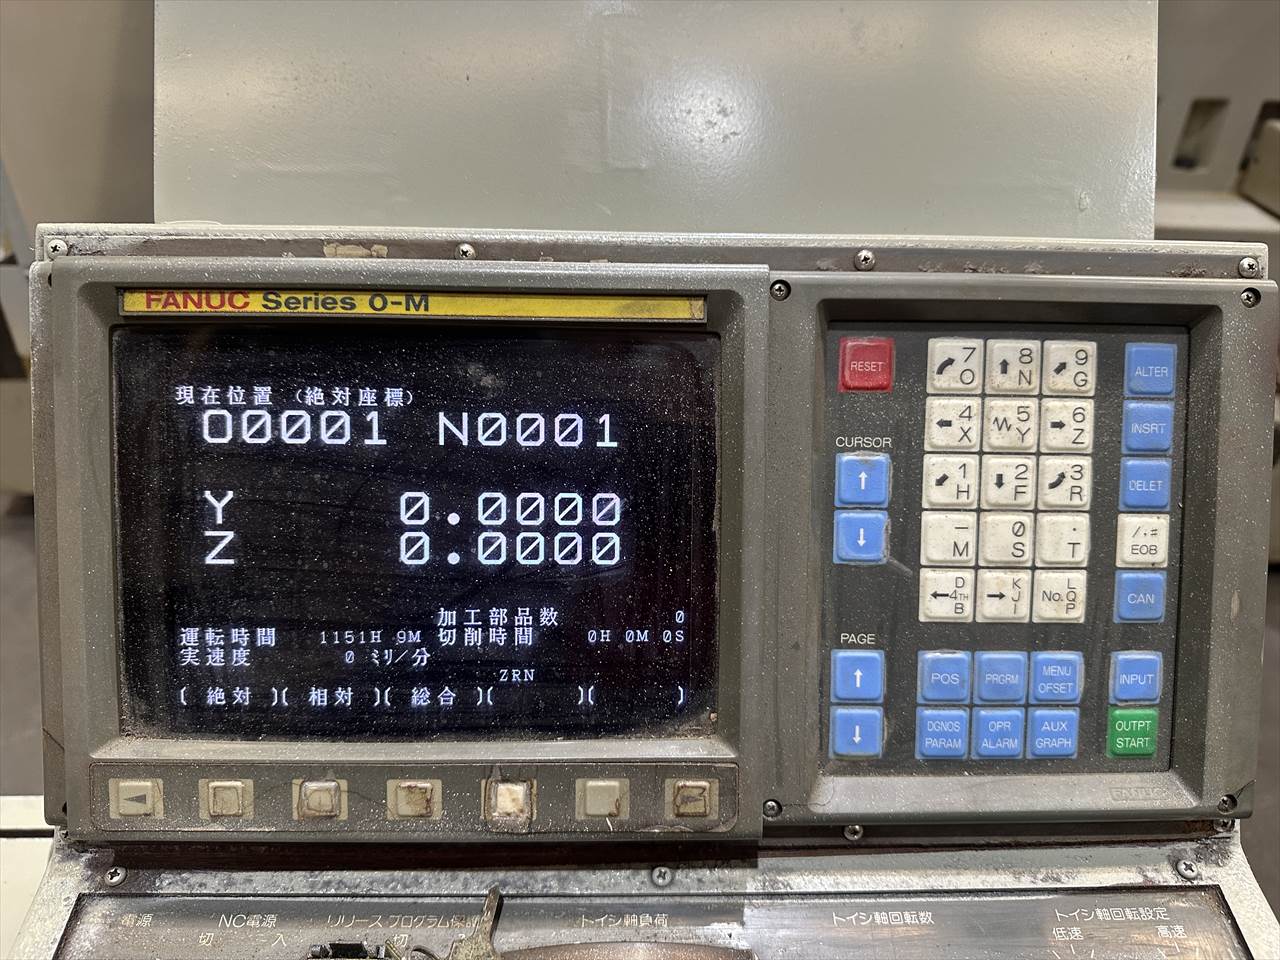 FANUC Series O-M
現在位置 (絶対座標)
O0001 N0001
Y 0.0000
Z 0.0000
加工部品数 0
運転時間 1151H 9M 切削時間 0H 0M 0S
実速度 0 ミリ/分
ZRN
( 絶対 )( 相対 )( 総合 )( )( )
RESET
7 O
8 N
9 G
ALTER
4 X
5 Y
6 Z
INSRT
CURSOR
1 H
2 F
3 R
DELET
- M
0 S
. T
/,# EOB
D 4TH B
K J I
No. L Q P
CAN
PAGE
POS
PRGRM
MENU OFSET
INPUT
DGNOS PARAM
OPR ALARM
AUX GRAPH
OUTPT START
FANUC
電源 NC電源 リリース プログラム保護 トイシ軸負荷 トイシ軸回転数 トイシ軸回転設定
切 入 切 低速 高速